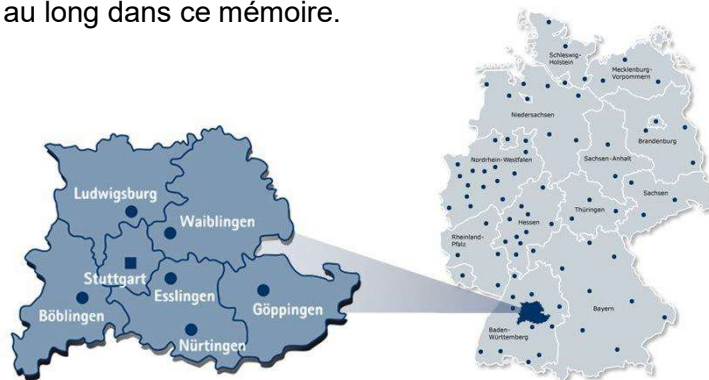 au long dans ce mémoire.
Ludwigsburg
Waiblingen
Stuttgart
Esslingen
Böblingen
Göppingen
Nürtingen
Schleswig-
Holstein
Mecklenburg-
Vorpommern
Niedersachsen
Brandenburg
Nordrhein-Westfalen
Sachsen-Anhalt
Sachsen
Thüringen
Hessen
Rheinland-
Pfalz
Bayern
Baden-
Württemberg